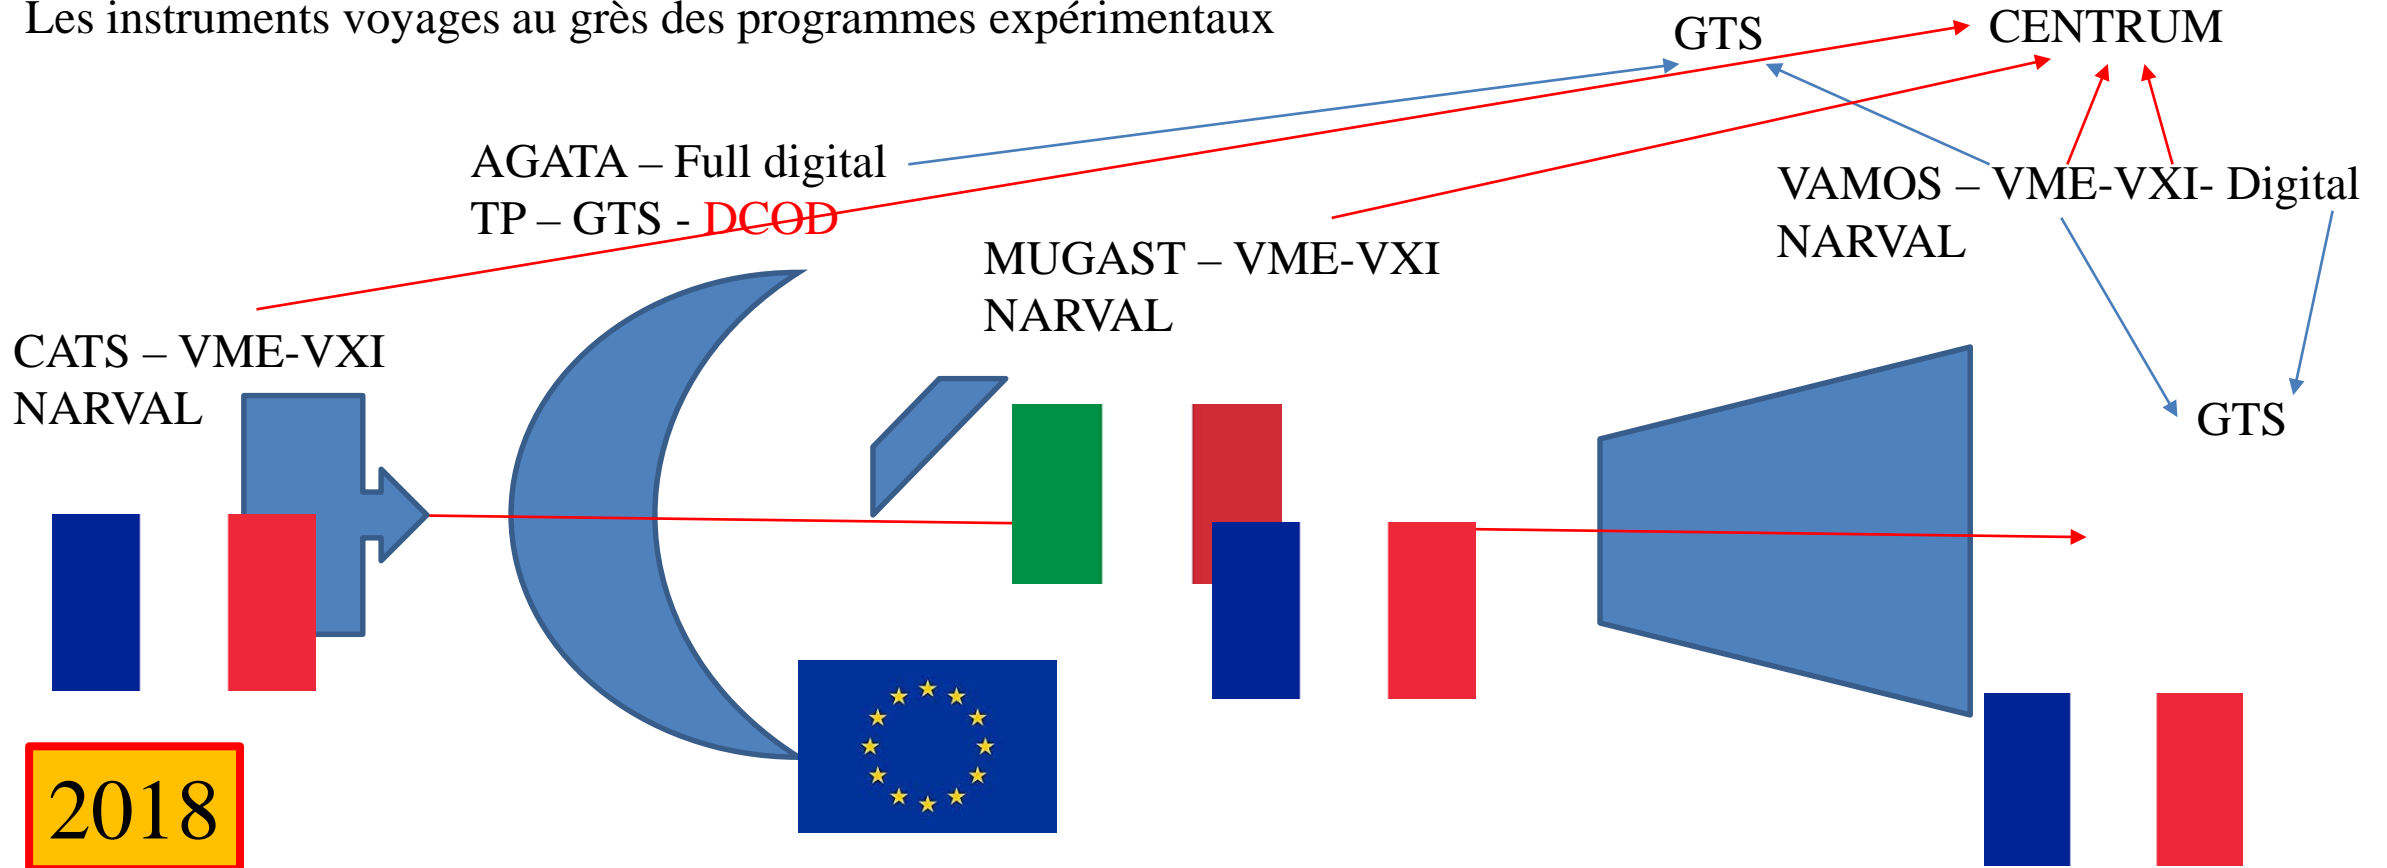 Les instruments voyages au grès des programmes expérimentaux
GTS
CENTRUM
AGATA – Full digital
TP – GTS - DCOD
VAMOS – VME-VXI- Digital
NARVAL
MUGAST – VME-VXI
NARVAL
CATS – VME-VXI
NARVAL
GTS
2018